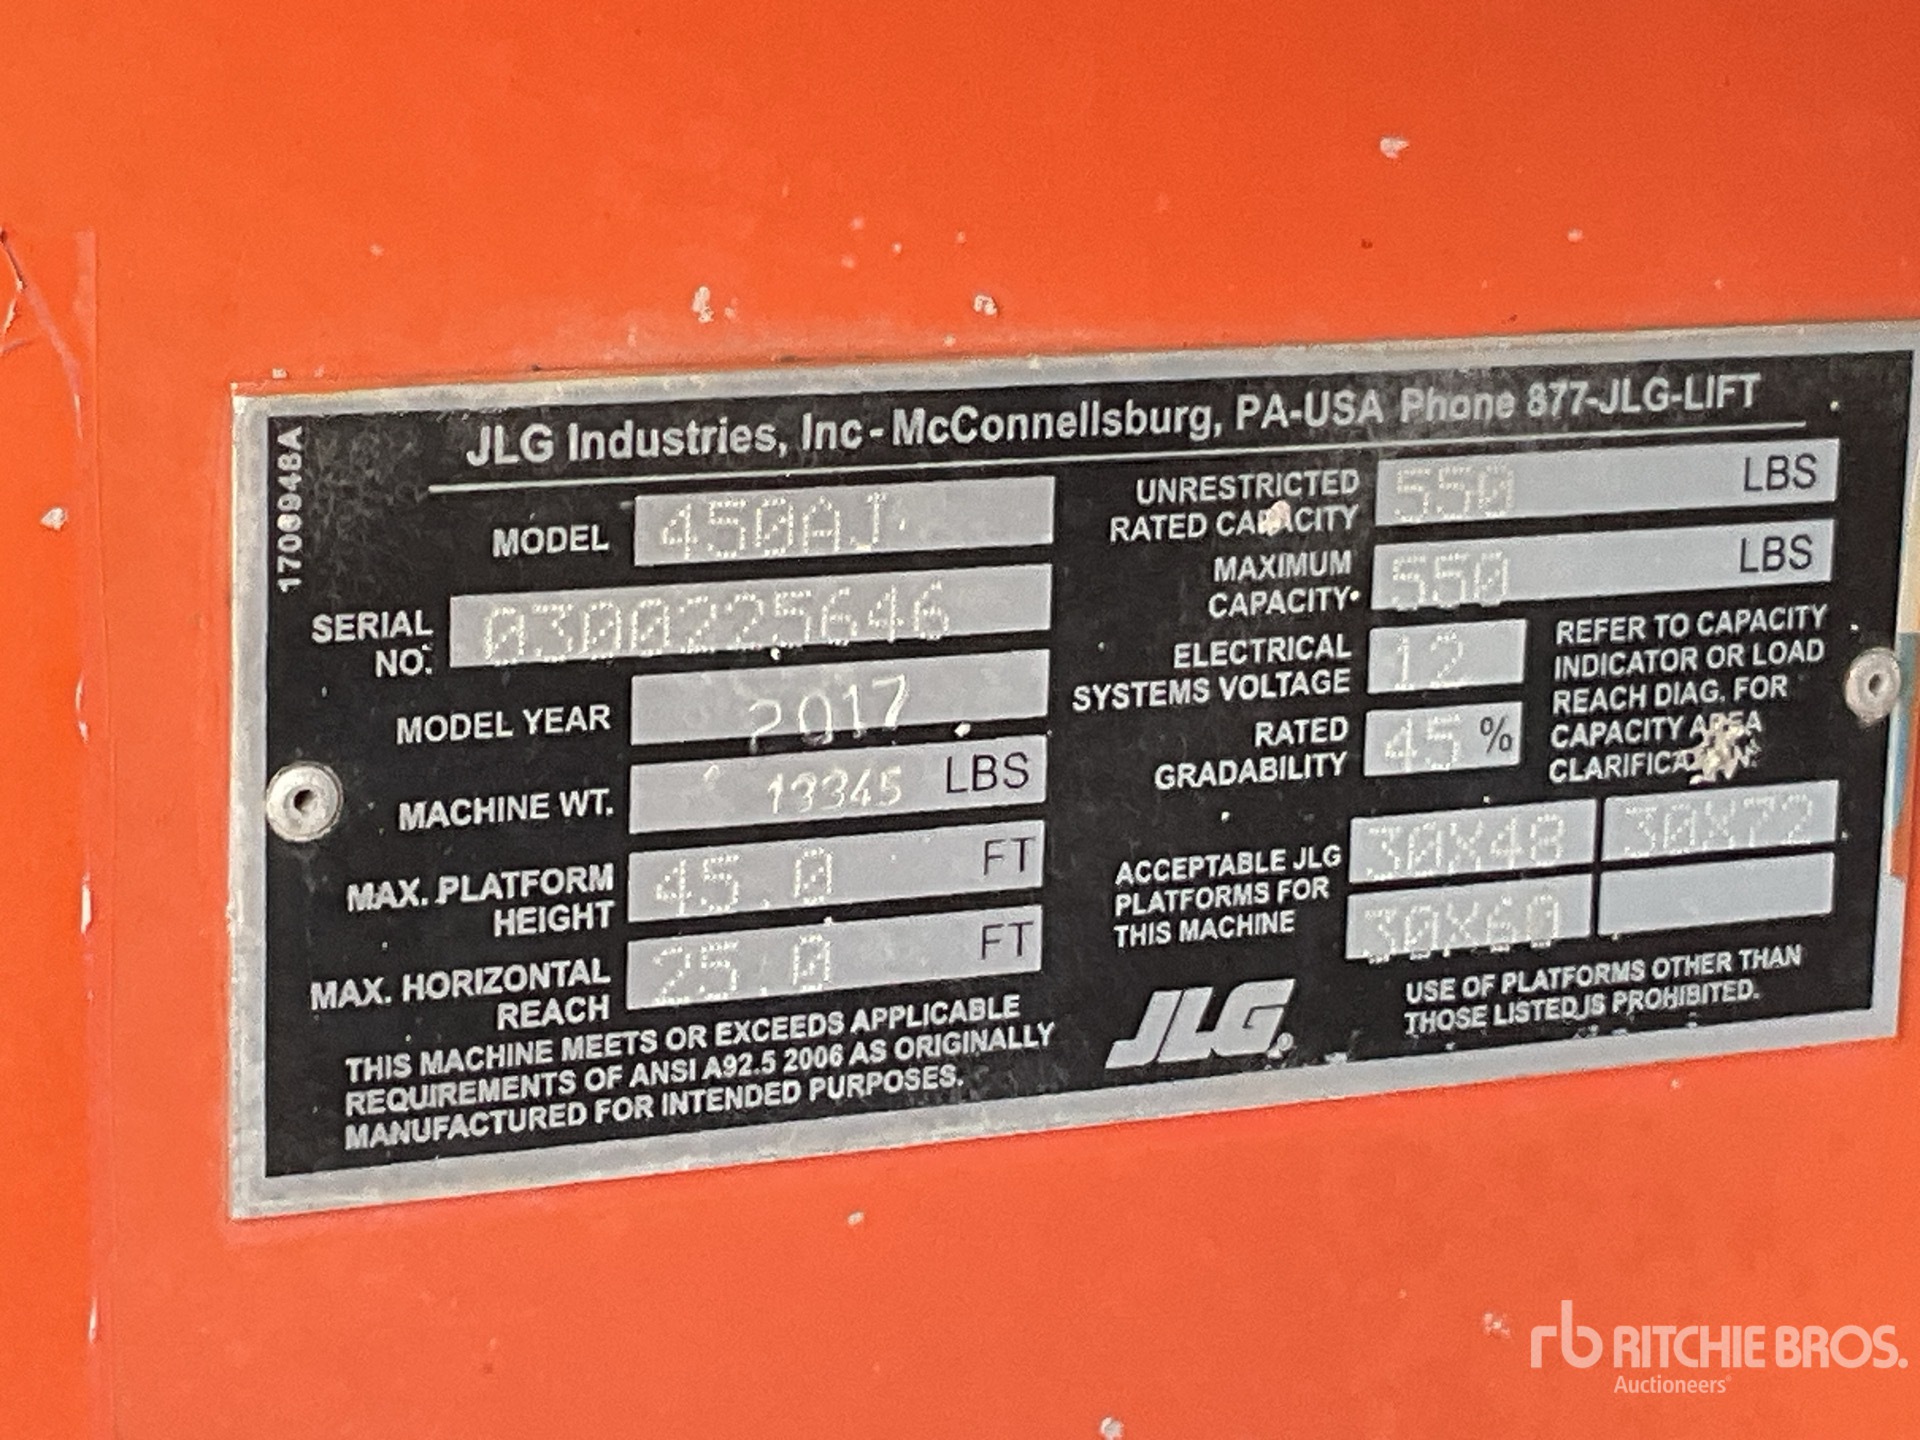 JLG Industries, Inc - McConnellsburg, PA-USA Phone 877-JLG-LIFT
1700948A
MODEL 450AJ
SERIAL NO. 0300225646
MODEL YEAR 2017
MACHINE WT. 13345 LBS
MAX. PLATFORM HEIGHT 45.0 FT
MAX. HORIZONTAL REACH 25.0 FT
THIS MACHINE MEETS OR EXCEEDS APPLICABLE
REQUIREMENTS OF ANSI A92.5 2006 AS ORIGINALLY
MANUFACTURED FOR INTENDED PURPOSES.
UNRESTRICTED RATED CAPACITY 550 LBS
MAXIMUM CAPACITY 550 LBS
ELECTRICAL SYSTEMS VOLTAGE 12
RATED GRADABILITY 45 %
REFER TO CAPACITY
INDICATOR OR LOAD
REACH DIAG. FOR
CAPACITY AREA
CLARIFICATION.
ACCEPTABLE JLG
PLATFORMS FOR
THIS MACHINE
30X48 30X72
30X60
JLG®
USE OF PLATFORMS OTHER THAN
THOSE LISTED IS PROHIBITED.
rb RITCHIE BROS.
Auctioneers